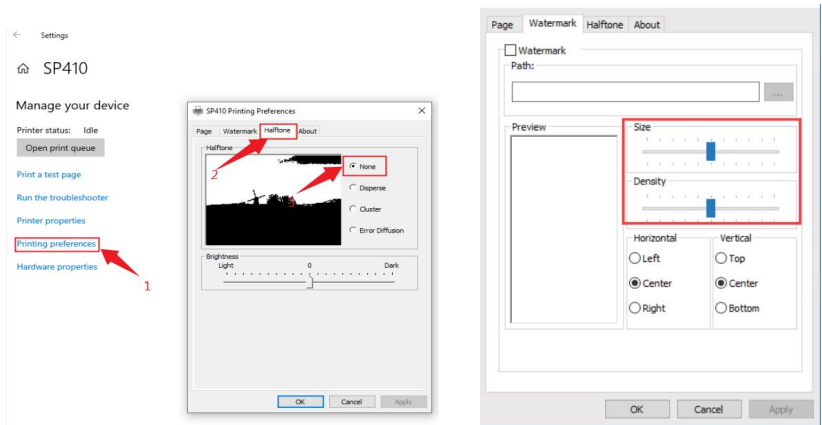 Settings
SP410
Manage your device
Printer status: Idle
Open print queue
Print a test page
Run the troubleshooter
Printer properties
Printing preferences
Hardware properties
1
SP410 Printing Preferences
Page Watermark Halftone About
Halftone
2
3
None
Disperse
Cluster
Error Diffusion
Brightness
Light 0 Dark
OK Cancel Apply
Page Watermark Halftone About
Watermark
Path:
...
Preview
Size
Density
Horizontal Vertical
Left Top
Center Center
Right Bottom
OK Cancel Apply